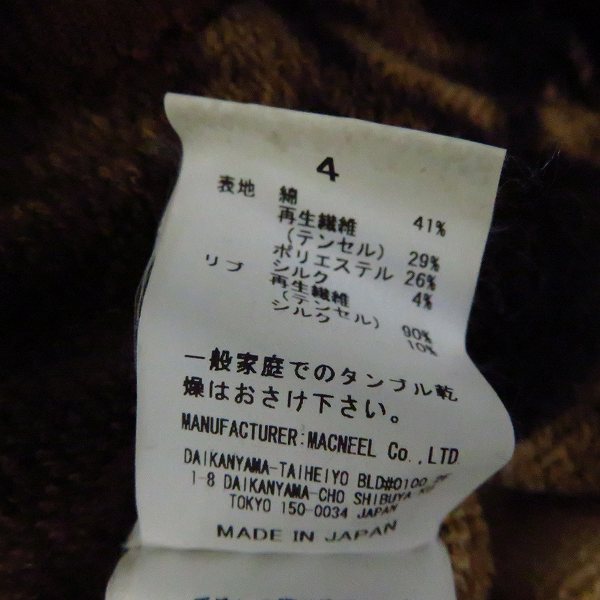 4
表地 綿 41%
再生繊維
(テンセル) 29%
ポリエステル 26%
シルク 4%
リブ 再生繊維
(テンセル) 90%
シルク 10%
一般家庭でのタンブル乾
燥はおさけ下さい。
MANUFACTURER:MACNEEL Co.,LTD
DAIKANYAMA-TAIHEIYO BLD#0100
1-8 DAIKANYAMA-CHO SHIBUYA
TOKYO 150-0034 JAPAN
MADE IN JAPAN